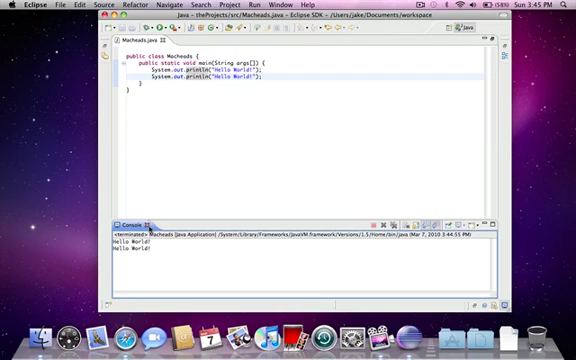 Eclipse File Edit Source Refactor Navigate Search Project Run Window Help (58%) Sun 3:45 PM
Java - theProjects/src/Macheads.java - Eclipse SDK - /Users/jake/Documents/workspace
Java
Macheads.java
public class Macheads {
public static void main(String args[]) {
System.out.println("Hello World!");
System.out.println("Hello World!");
}
}
Console
<terminated> Macheads [Java Application] /System/Library/Frameworks/JavaVM.framework/Versions/1.5/Home/bin/java (Mar 7, 2010 3:44:55 PM)
Hello World!
Hello World!
7